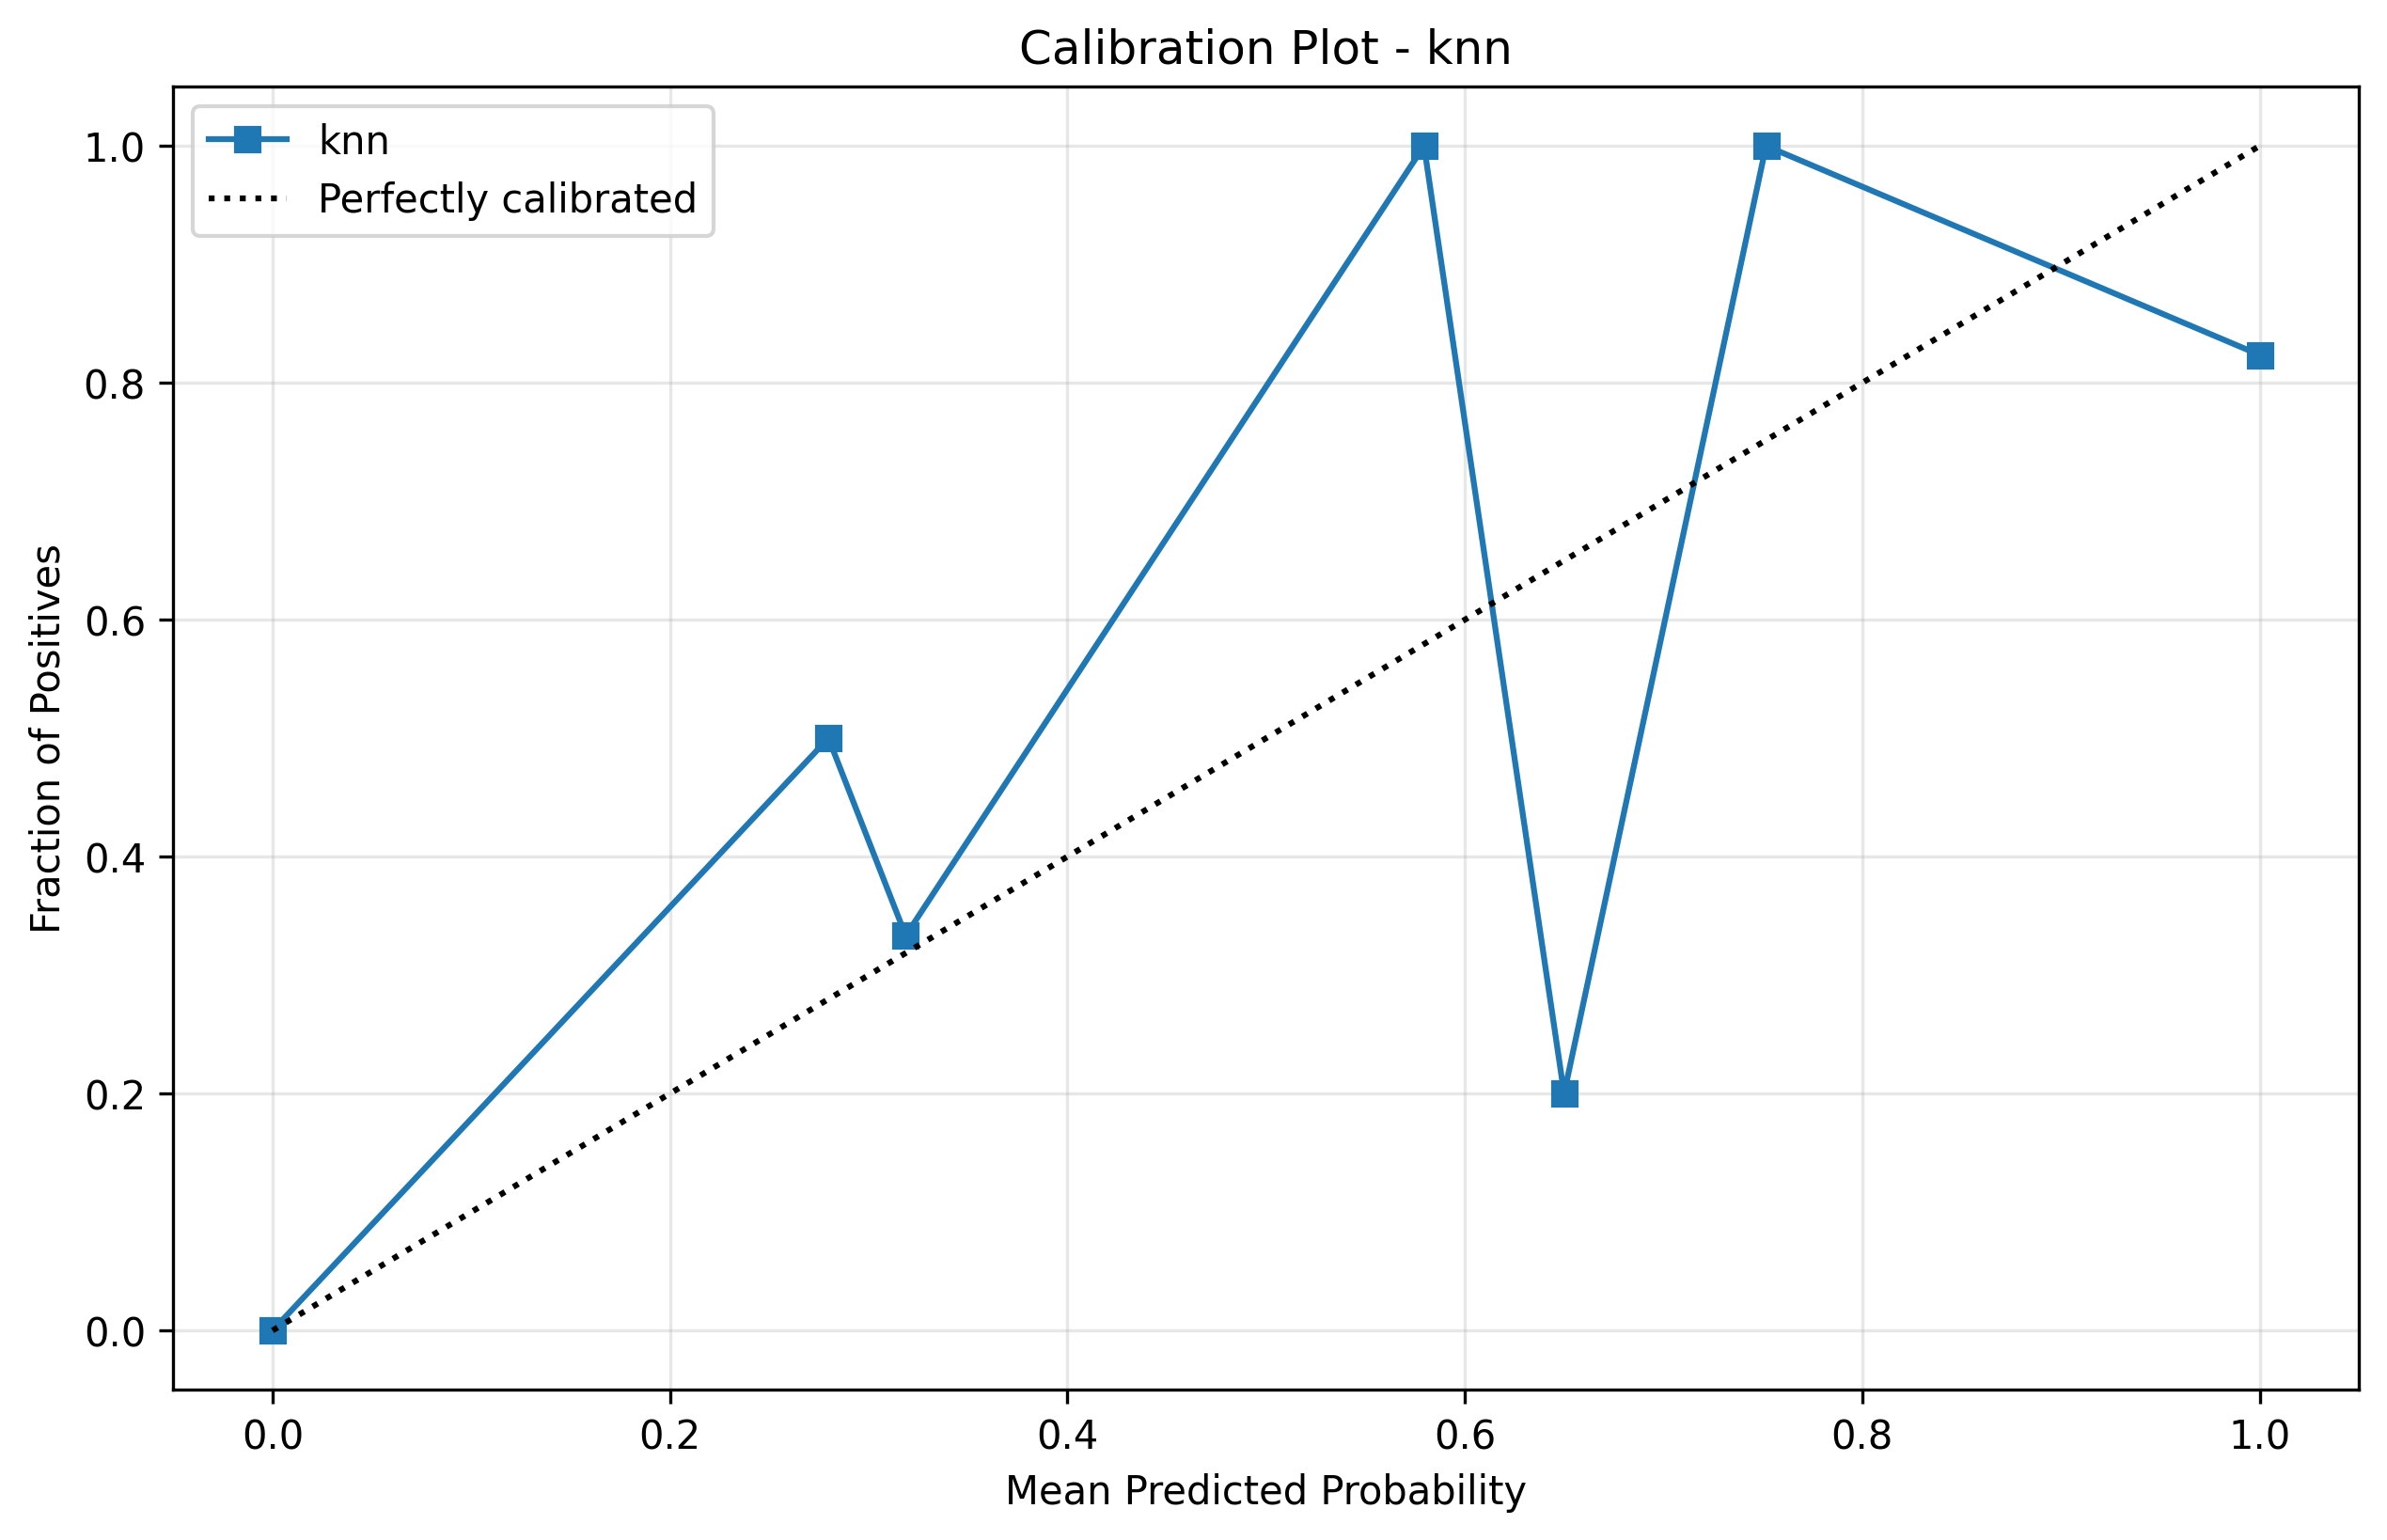 Calibration Plot - knn
knn
Perfectly calibrated
1.0
0.8
0.6
0.4
0.2
0.0
Fraction of Positives
0.0 0.2 0.4 0.6 0.8 1.0
Mean Predicted Probability